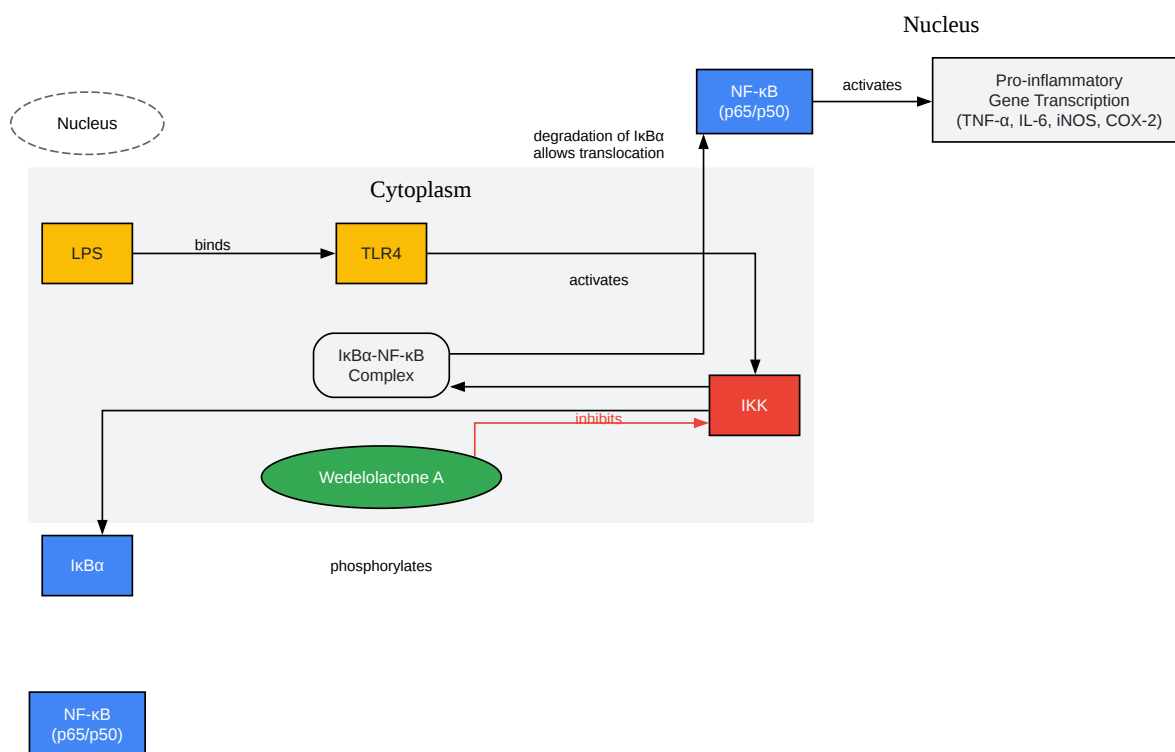 Nucleus
NF-κB
(p65/p50)
activates
Pro-inflammatory
Gene Transcription
(TNF-α, IL-6, iNOS, COX-2)
Nucleus
degradation of IκBα
allows translocation
Cytoplasm
LPS
binds
TLR4
activates
IκBα-NF-κB
Complex
IKK
inhibits
Wedelolactone A
IκBα
phosphorylates
NF-κB
(p65/p50)